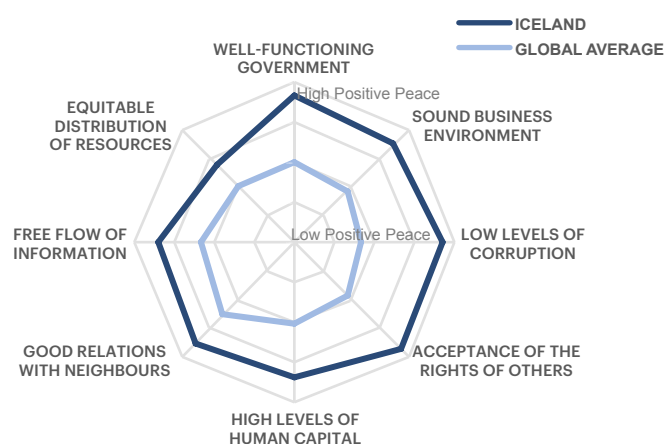 ICELAND
GLOBAL AVERAGE
WELL-FUNCTIONING
GOVERNMENT
High Positive Peace
EQUITABLE
DISTRIBUTION
OF RESOURCES
SOUND BUSINESS
ENVIRONMENT
FREE FLOW OF
INFORMATION
Low Positive Peace
LOW LEVELS OF
CORRUPTION
GOOD RELATIONS
WITH NEIGHBOURS
ACCEPTANCE OF THE
RIGHTS OF OTHERS
HIGH LEVELS OF
HUMAN CAPITAL